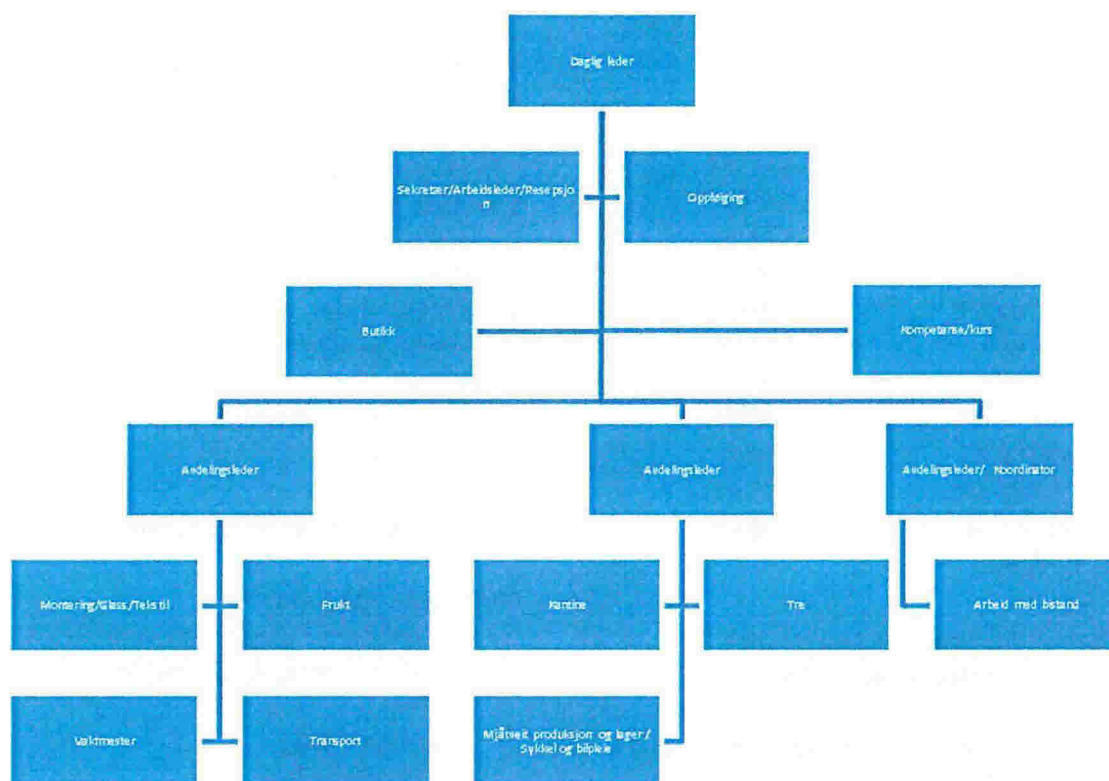 Daglig leder
Sekretær/Arbeidsleder/Resepsjo
n
Oppfølging
Butikk
Kompetanse/kurs
Avdelingsleder
Avdelingsleder
Avdelingsleder/ Koordinator
Montering/Glass/Tekstil
Frukt
Kantine
Tre
Arbeid med bistand
Vaktmester
Transport
Mjåtveit produksjon og lager/
Sykkel og bilpleie